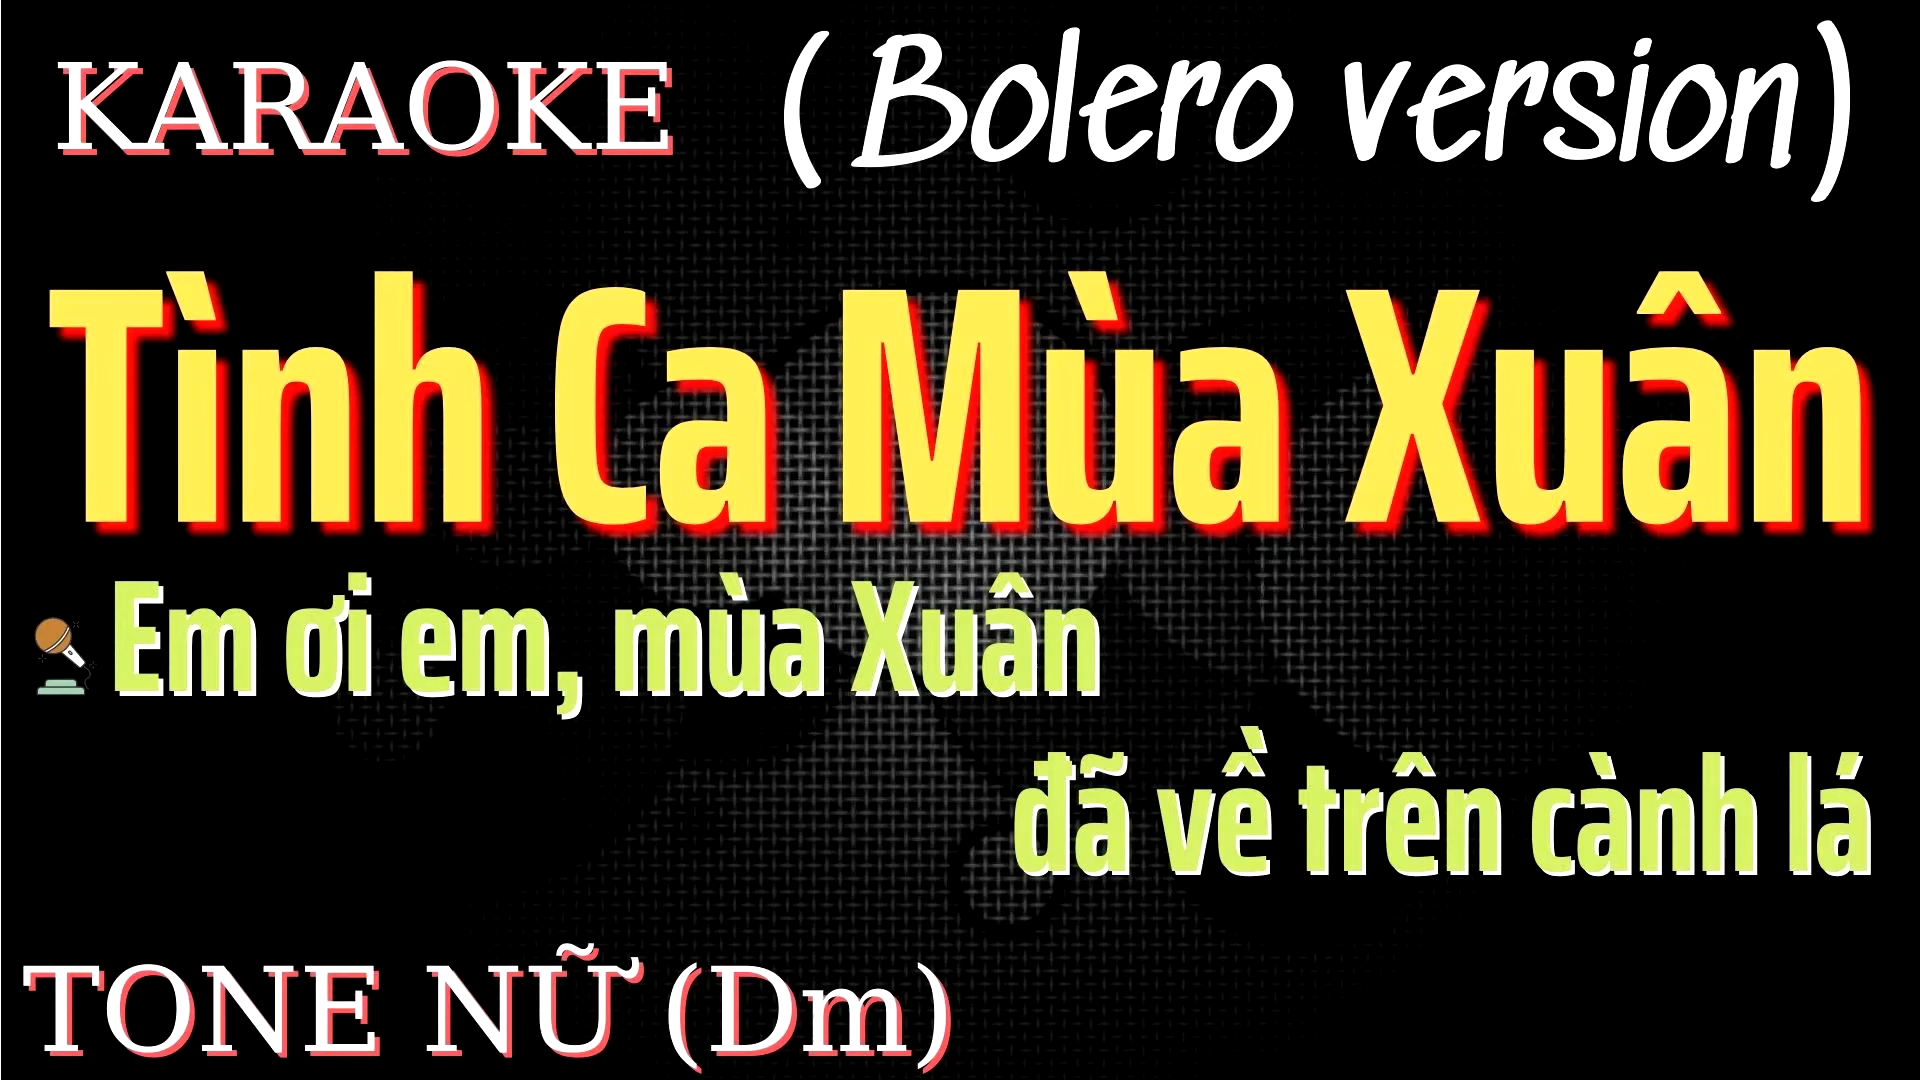 KARAOKE (Bolero version)
Tình Ca Mùa Xuân
Em ơi em, mùa Xuân
đã về trên cành lá
TONE NỮ (Dm)